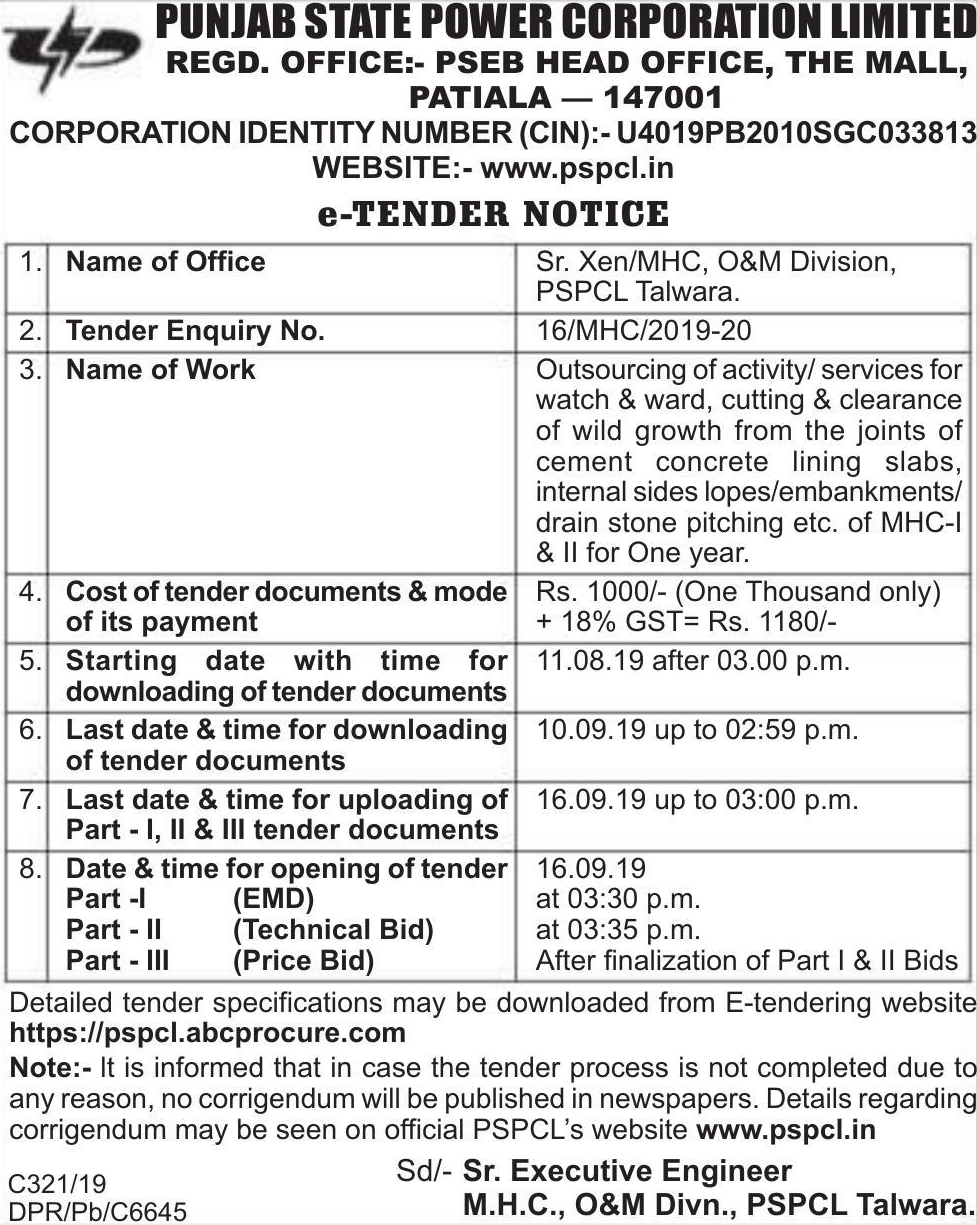 PUNJAB STATE POWER CORPORATION LIMITED
REGD. OFFICE:- PSEB HEAD OFFICE, THE MALL,
PATIALA — 147001
CORPORATION IDENTITY NUMBER (CIN):- U4019PB2010SGC033813
WEBSITE:- www.pspcl.in
e-TENDER NOTICE
1. Name of Office
Sr. Xen/MHC, O&M Division,
PSPCL Talwara.
2. Tender Enquiry No.
16/MHC/2019-20
3. Name of Work
Outsourcing of activity/ services for
watch & ward, cutting & clearance
of wild growth from the joints of
cement concrete lining slabs,
internal sides lopes/embankments/
drain stone pitching etc. of MHC-I
& II for One year.
4. Cost of tender documents & mode
of its payment
Rs. 1000/- (One Thousand only)
+ 18% GST= Rs. 1180/-
5. Starting date with time for
downloading of tender documents
11.08.19 after 03.00 p.m.
6. Last date & time for downloading
of tender documents
10.09.19 up to 02:59 p.m.
7. Last date & time for uploading of
Part - I, II & III tender documents
16.09.19 up to 03:00 p.m.
8. Date & time for opening of tender
16.09.19
Part -I (EMD)
at 03:30 p.m.
Part - II (Technical Bid)
at 03:35 p.m.
Part - III (Price Bid)
After finalization of Part I & II Bids
Detailed tender specifications may be downloaded from E-tendering website
https://pspcl.abcprocure.com
Note:- It is informed that in case the tender process is not completed due to
any reason, no corrigendum will be published in newspapers. Details regarding
corrigendum may be seen on official PSPCL's website www.pspcl.in
Sd/- Sr. Executive Engineer
M.H.C., O&M Divn., PSPCL Talwara.
C321/19
DPR/Pb/C6645